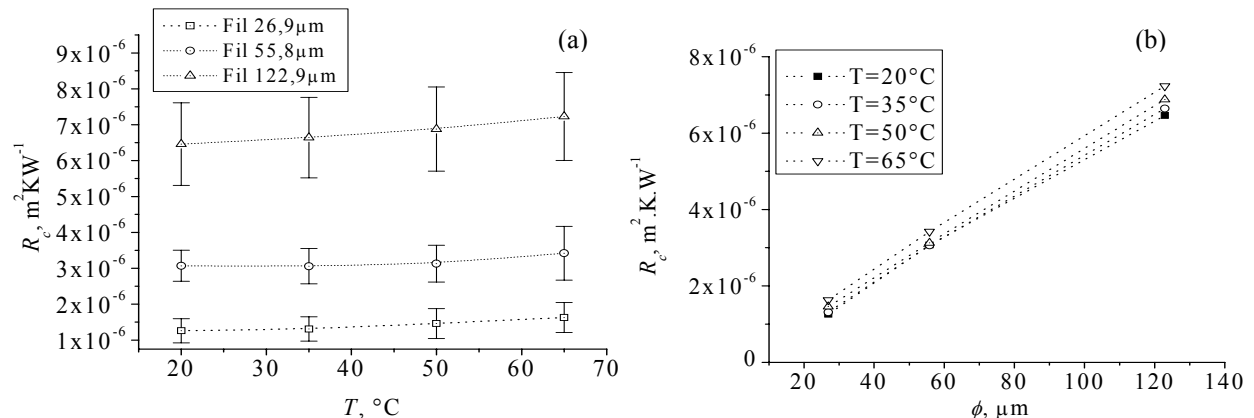 Fil 26,9µm
Fil 55,8µm
Fil 122,9µm
(a)
9x10-6
8x10-6
7x10-6
6x10-6
5x10-6
4x10-6
3x10-6
2x10-6
1x10-6
Rc, m2KW-1
20 30 40 50 60 70
T, °C
(b)
T=20°C
T=35°C
T=50°C
T=65°C
8x10-6
6x10-6
4x10-6
2x10-6
0
Rc, m2.K.W-1
20 40 60 80 100 120 140
ϕ, µm